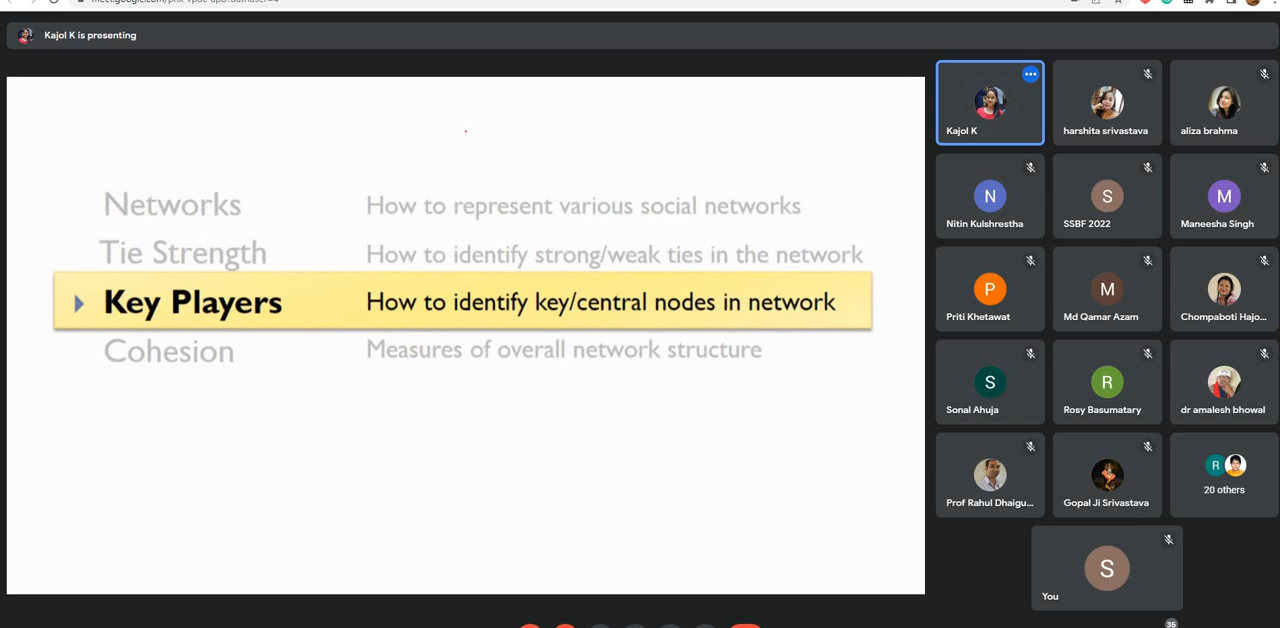 Kajol K is presenting
Networks How to represent various social networks
Tie Strength How to identify strong/weak ties in the network
Key Players How to identify key/central nodes in network
Cohesion Measures of overall network structure
Kajol K
harshita srivastava
aliza brahma
N
S
M
Nitin Kulshrestha
SSBF 2022
Maneesha Singh
P
M
Priti Khetawat
Md Qamar Azam
Chompaboti Hajo...
S
R
Sonal Ahuja
Rosy Basumatary
dr amalesh bhowal
R
Prof Rahul Dhaigu...
Gopal Ji Srivastava
20 others
S
You
35